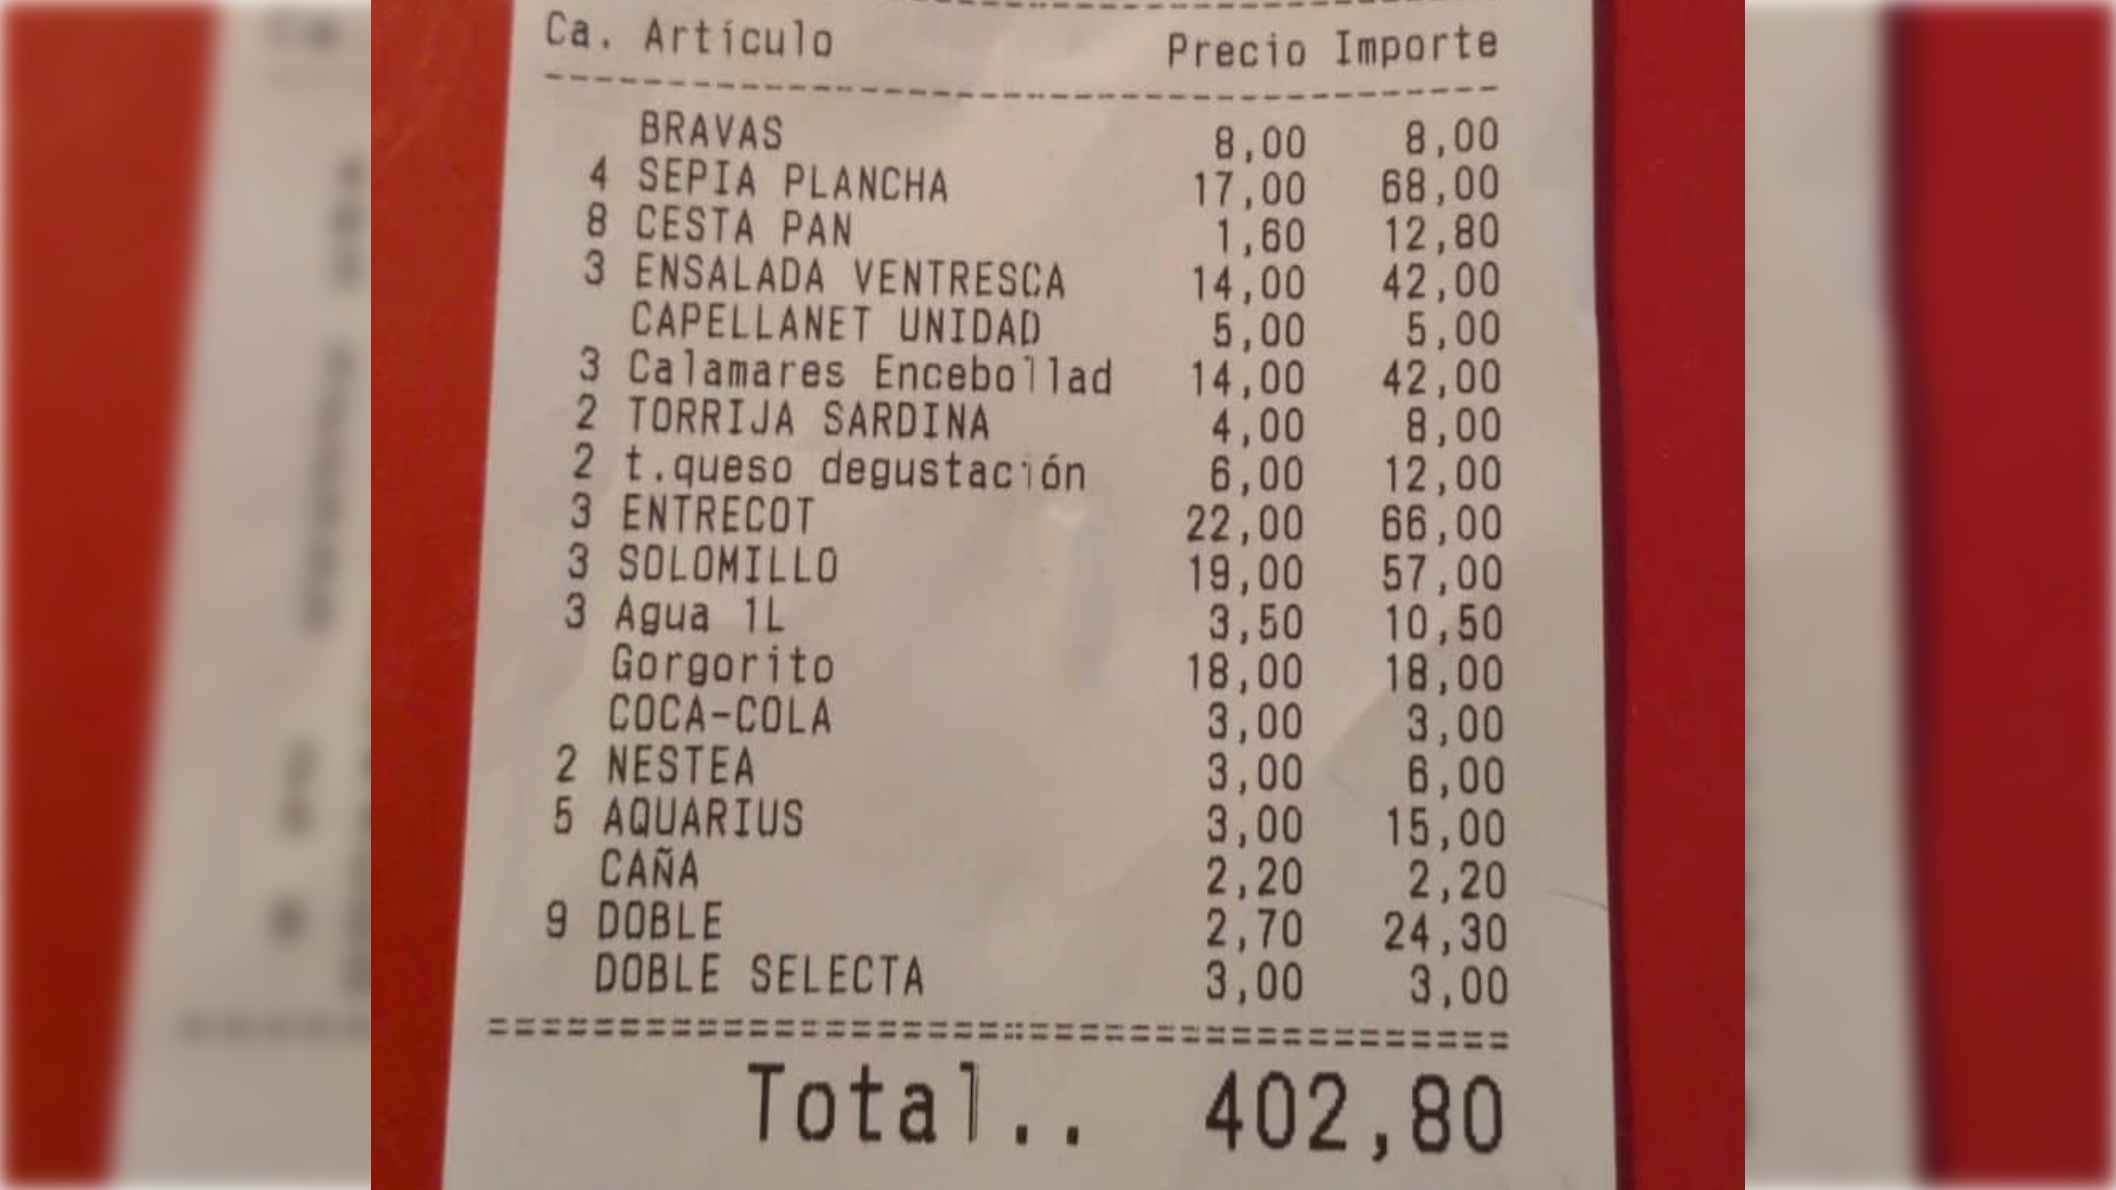 Ca. Artículo Precio Importe
BRAVAS 8,00 8,00
4 SEPIA PLANCHA 17,00 68,00
8 CESTA PAN 1,60 12,80
3 ENSALADA VENTRESCA 14,00 42,00
CAPELLANET UNIDAD 5,00 5,00
3 Calamares Encebollad 14,00 42,00
2 TORRIJA SARDINA 4,00 8,00
2 t.queso degustación 6,00 12,00
3 ENTRECOT 22,00 66,00
3 SOLOMILLO 19,00 57,00
3 Agua 1L 3,50 10,50
Gorgorito 18,00 18,00
COCA-COLA 3,00 3,00
2 NESTEA 3,00 6,00
5 AQUARIUS 3,00 15,00
CAÑA 2,20 2,20
9 DOBLE 2,70 24,30
DOBLE SELECTA 3,00 3,00
Total.. 402,80